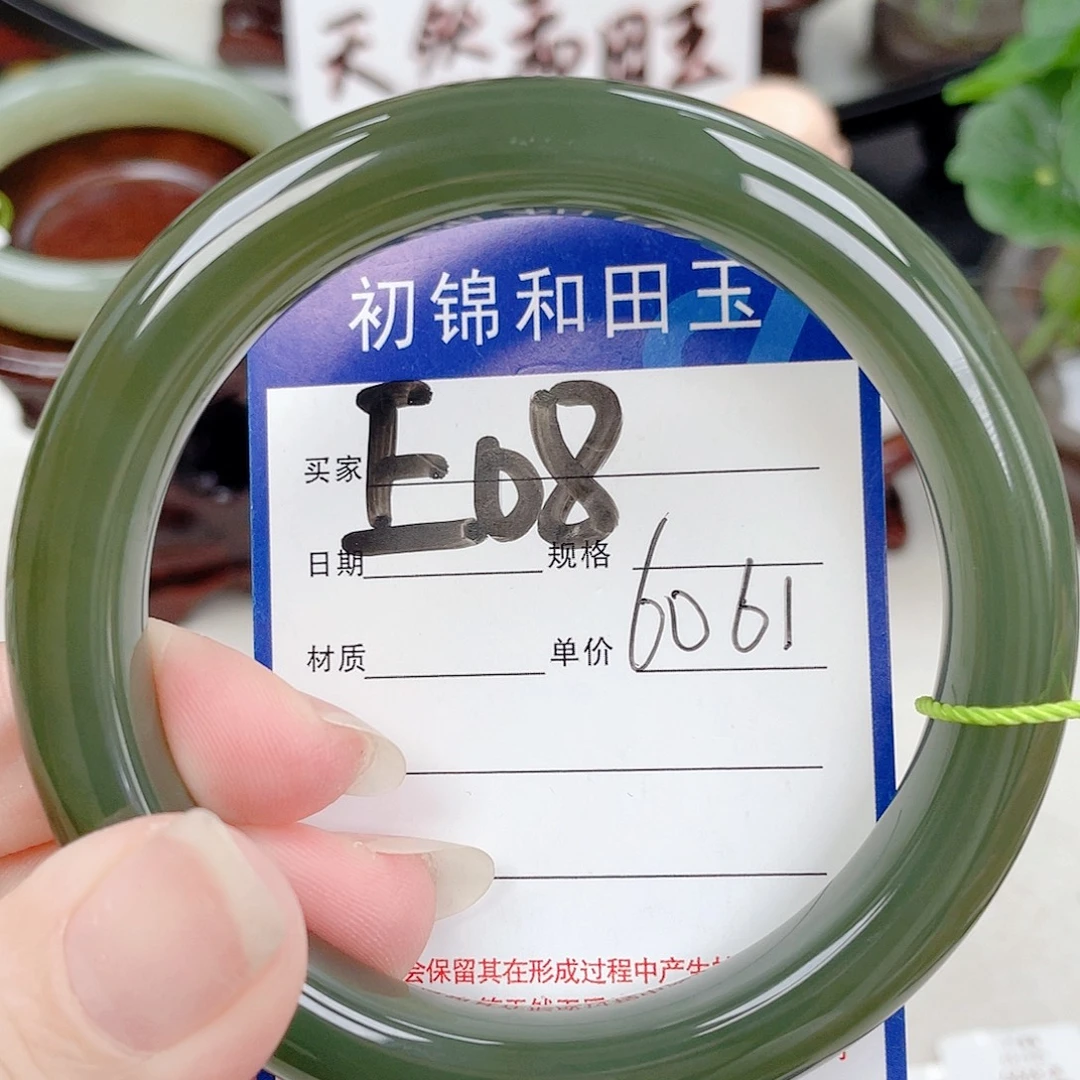 天然和田玉
初锦和田玉
买家 E08
日期 规格
材质 单价 6061
会保留其在形成过程中产生